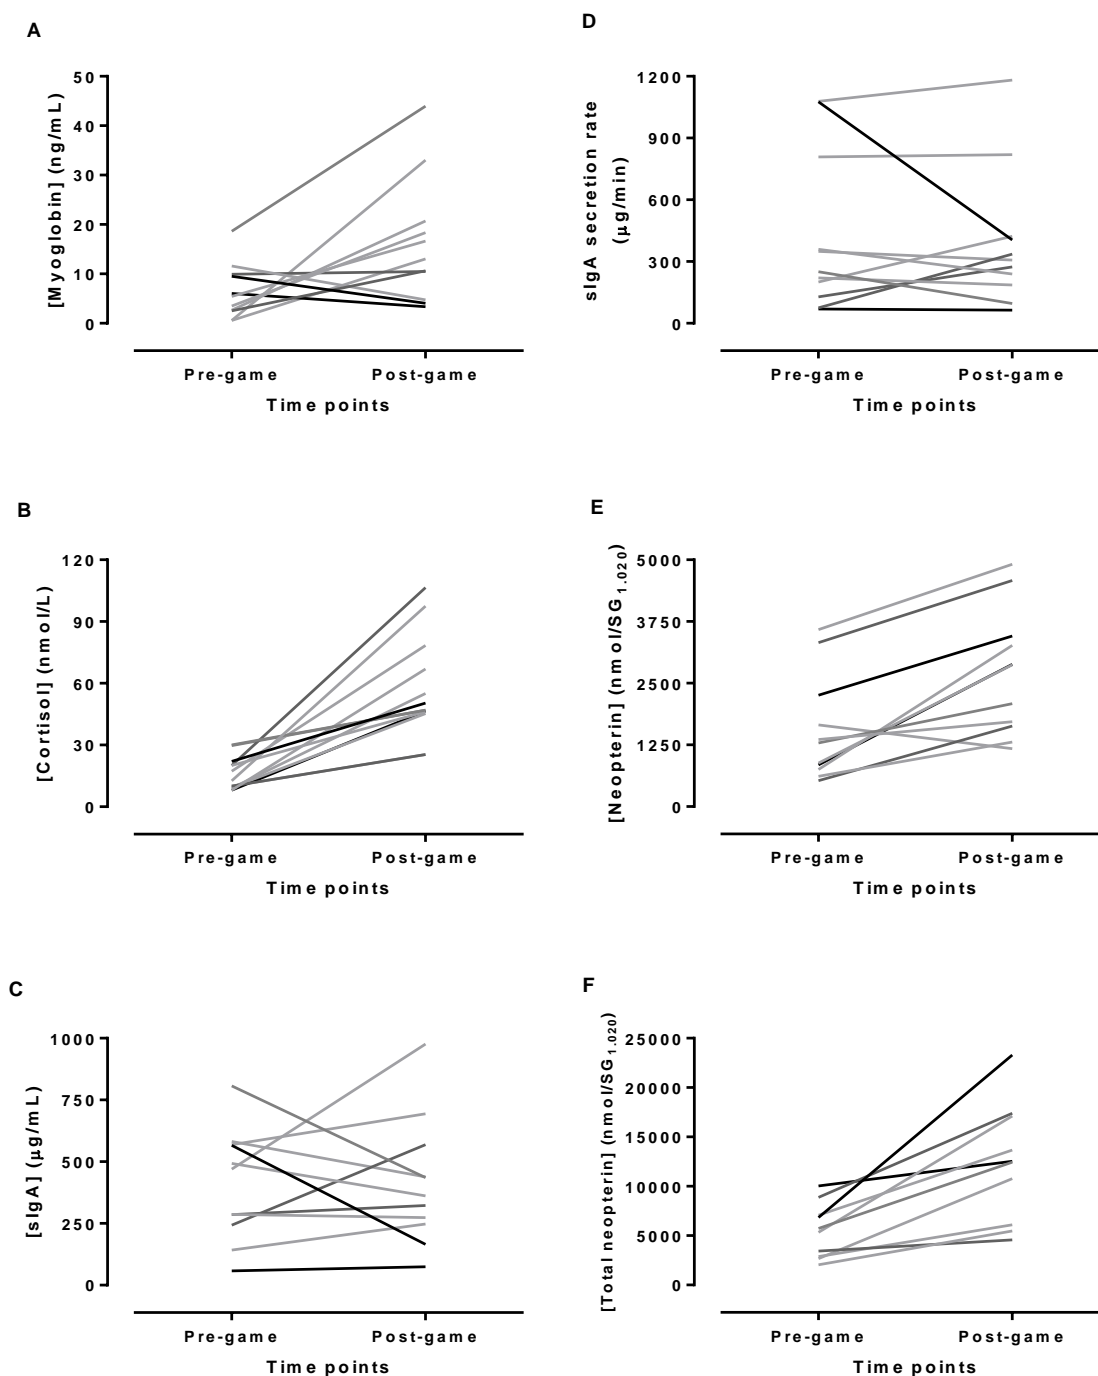 A
[Myoglobin] (ng/mL)
50
40
30
20
10
0
Pre-game
Post-game
Time points
D
sIgA secretion rate
(µg/min)
1200
900
600
300
0
Pre-game
Post-game
Time points
B
[Cortisol] (nmol/L)
120
90
60
30
0
Pre-game
Post-game
Time points
E
[Neopterin] (nmol/SG1.020)
5000
3750
2500
1250
0
Pre-game
Post-game
Time points
C
[sIgA] (µg/mL)
1000
750
500
250
0
Pre-game
Post-game
Time points
F
[Total neopterin] (nmol/SG1.020)
25000
20000
15000
10000
5000
0
Pre-game
Post-game
Time points